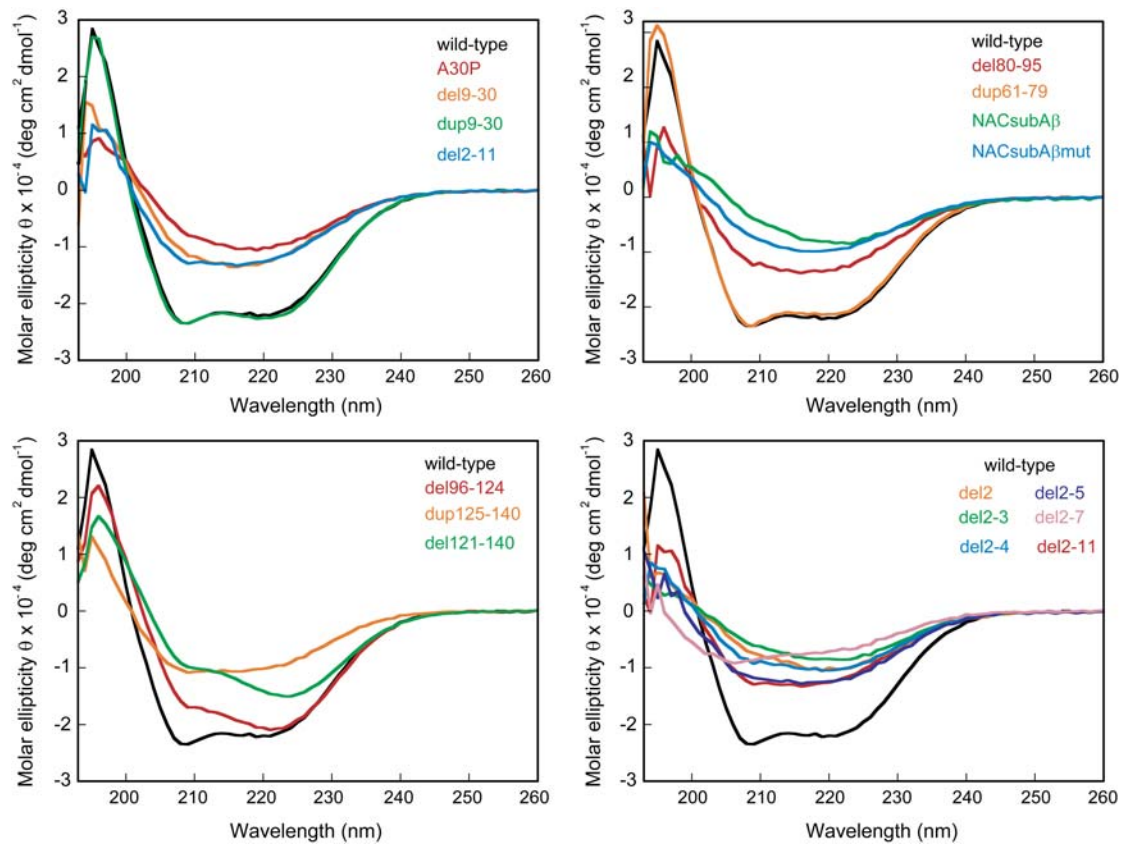 Molar ellipticity θ x 10⁻⁴ (deg cm² dmol⁻¹)
3
2
1
0
-1
-2
-3
wild-type
A30P
del9-30
dup9-30
del2-11
200 210 220 230 240 250 260
Wavelength (nm)
Molar ellipticity θ x 10⁻⁴ (deg cm² dmol⁻¹)
3
2
1
0
-1
-2
-3
wild-type
del80-95
dup61-79
NACsubAβ
NACsubAβmut
200 210 220 230 240 250 260
Wavelength (nm)
Molar ellipticity θ x 10⁻⁴ (deg cm² dmol⁻¹)
3
2
1
0
-1
-2
-3
wild-type
del96-124
dup125-140
del121-140
200 210 220 230 240 250 260
Wavelength (nm)
Molar ellipticity θ x 10⁻⁴ (deg cm² dmol⁻¹)
3
2
1
0
-1
-2
-3
wild-type
del2 del2-5
del2-3 del2-7
del2-4 del2-11
200 210 220 230 240 250 260
Wavelength (nm)